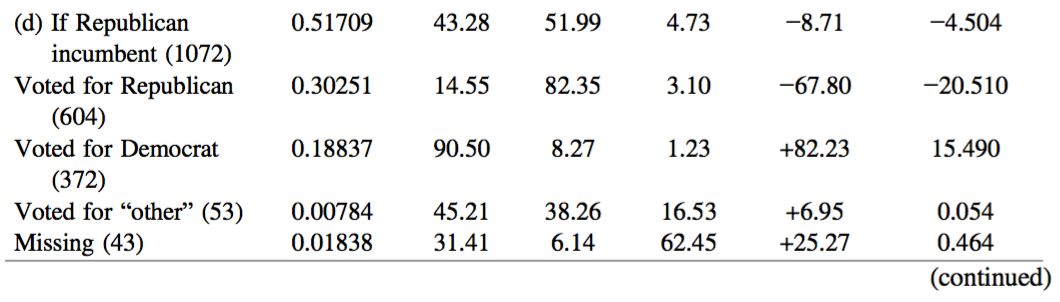 (d) If Republican 0.51709 43.28 51.99 4.73 −8.71 −4.504
incumbent (1072)
Voted for Republican 0.30251 14.55 82.35 3.10 −67.80 −20.510
(604)
Voted for Democrat 0.18837 90.50 8.27 1.23 +82.23 15.490
(372)
Voted for “other” (53) 0.00784 45.21 38.26 16.53 +6.95 0.054
Missing (43) 0.01838 31.41 6.14 62.45 +25.27 0.464
(continued)